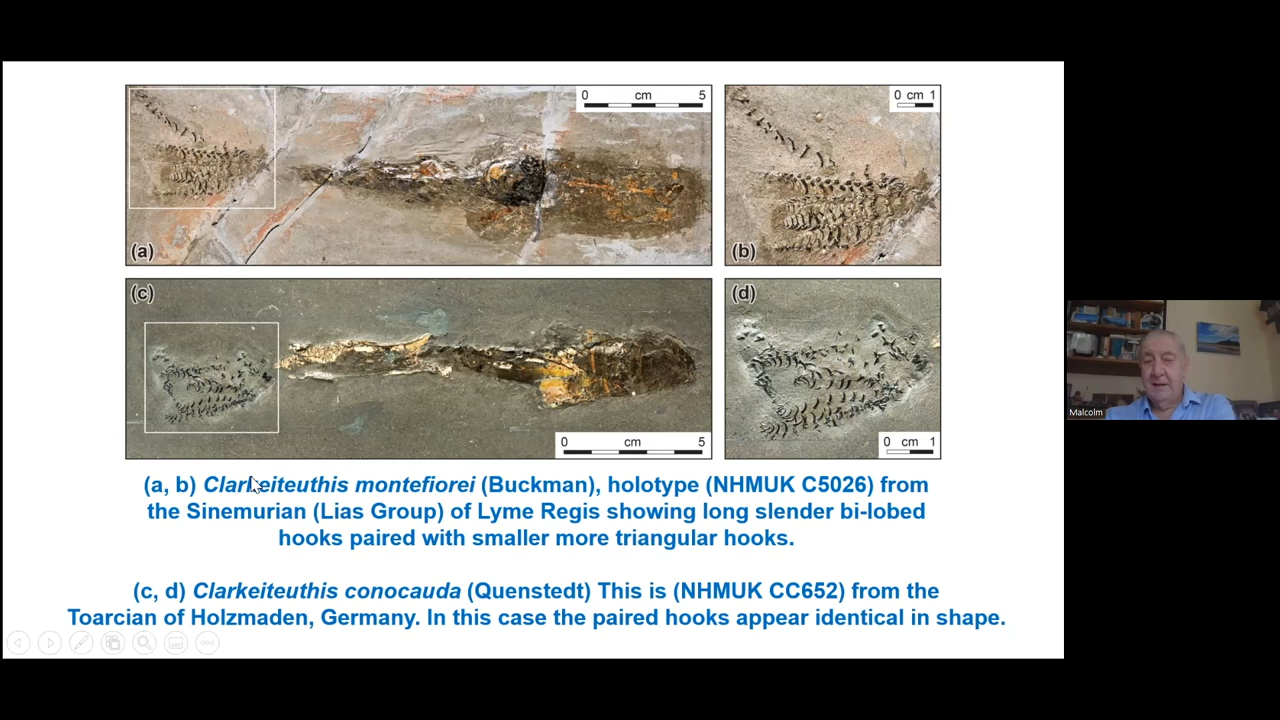 0 cm 5
0 cm 1
(a)
(b)
(c)
(d)
0 cm 5
0 cm 1
(a, b) Clarkeiteuthis montefiorei (Buckman), holotype (NHMUK C5026) from
the Sinemurian (Lias Group) of Lyme Regis showing long slender bi-lobed
hooks paired with smaller more triangular hooks.
(c, d) Clarkeiteuthis conocauda (Quenstedt) This is (NHMUK CC652) from the
Toarcian of Holzmaden, Germany. In this case the paired hooks appear identical in shape.
Malcolm